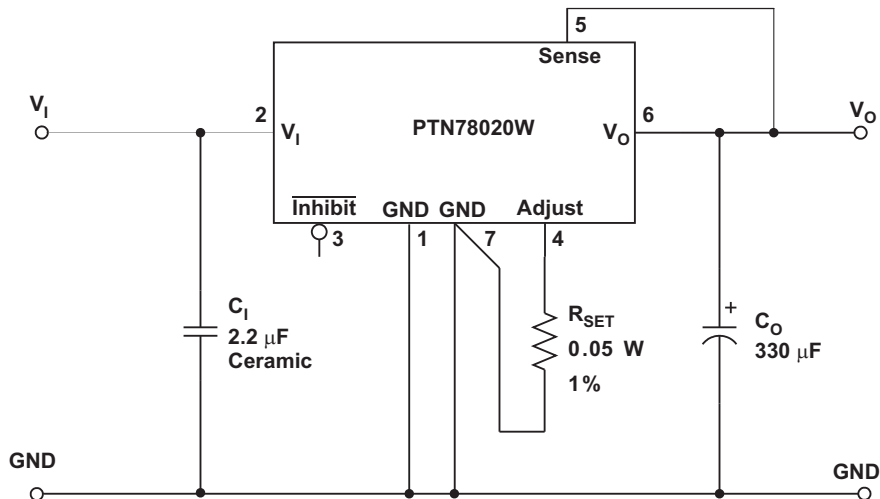 5
Sense
V_I
2
V_I
PTN78020W
6
V_O
V_O
Inhibit
GND
GND
Adjust
3
1
7
4
C_I
2.2 μF
Ceramic
R_SET
0.05 W
1%
+
C_O
330 μF
GND
GND